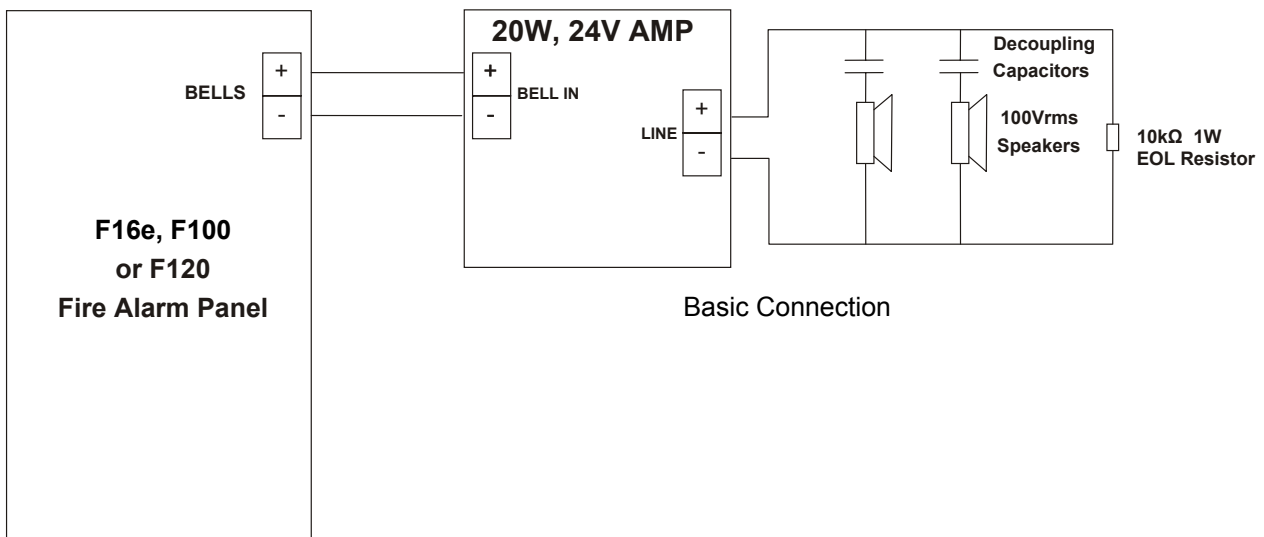 20W, 24V AMP
BELLS
+
-
+
-
BELL IN
LINE
+
-
Decoupling
Capacitors
100Vrms
Speakers
10kΩ 1W
EOL Resistor
F16e, F100
or F120
Fire Alarm Panel
Basic Connection